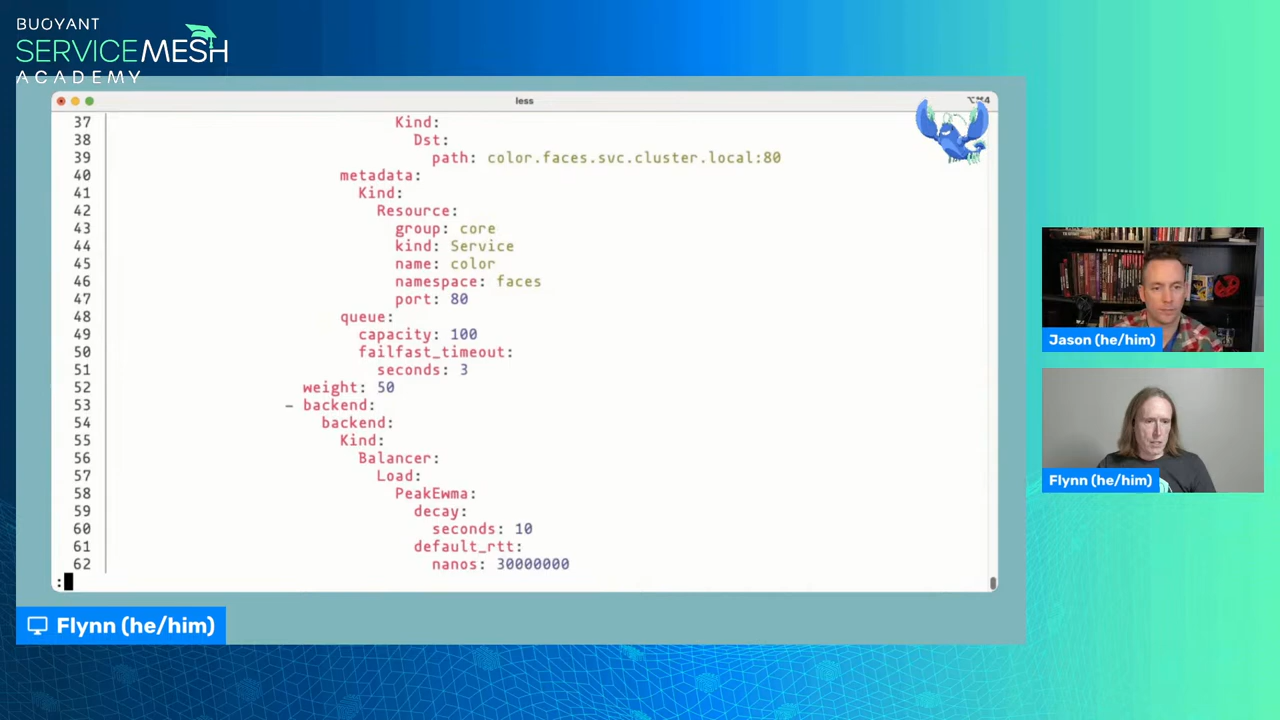 BUOYANT
SERVICEMESH
ACADEMY
less
⌥⌘4
37 Kind:
38 Dst:
39 path: color.faces.svc.cluster.local:80
40 metadata:
41 Kind:
42 Resource:
43 group: core
44 kind: Service
45 name: color
46 namespace: faces
47 port: 80
48 queue:
49 capacity: 100
50 failfast_timeout:
51 seconds: 3
52 weight: 50
53 - backend:
54 backend:
55 Kind:
56 Balancer:
57 Load:
58 PeakEwma:
59 decay:
60 seconds: 10
61 default_rtt:
62 nanos: 30000000
:
Jason (he/him)
Flynn (he/him)
Flynn (he/him)